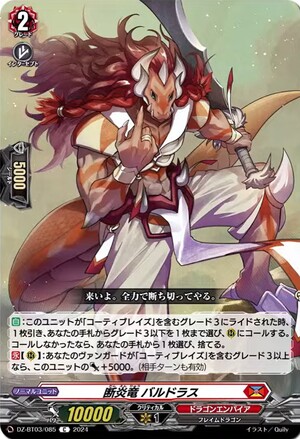 2
グレード
インターセプト
5000
シールド
来いよ。全力で断ち切ってやる。
自：このユニットが「コーティブレイズ」を含むグレード3にライドされた時、
1枚引き、あなたの手札からグレード3以下を1枚まで選び、Rにコールする。
コールしなかったなら、あなたの手札から1枚選び、捨てる。
永R：あなたのヴァンガードが「コーティブレイズ」を含むグレード3以上な
ら、このユニットのパワー+5000。（相手ターンも有効）
ノーマルユニット
断炎竜 バルドラス
パワー
10000
クリティカル
1
ドラゴンエンパイア
フレイムドラゴン
DZ-BT03/085 C 2024
イラスト／Quily